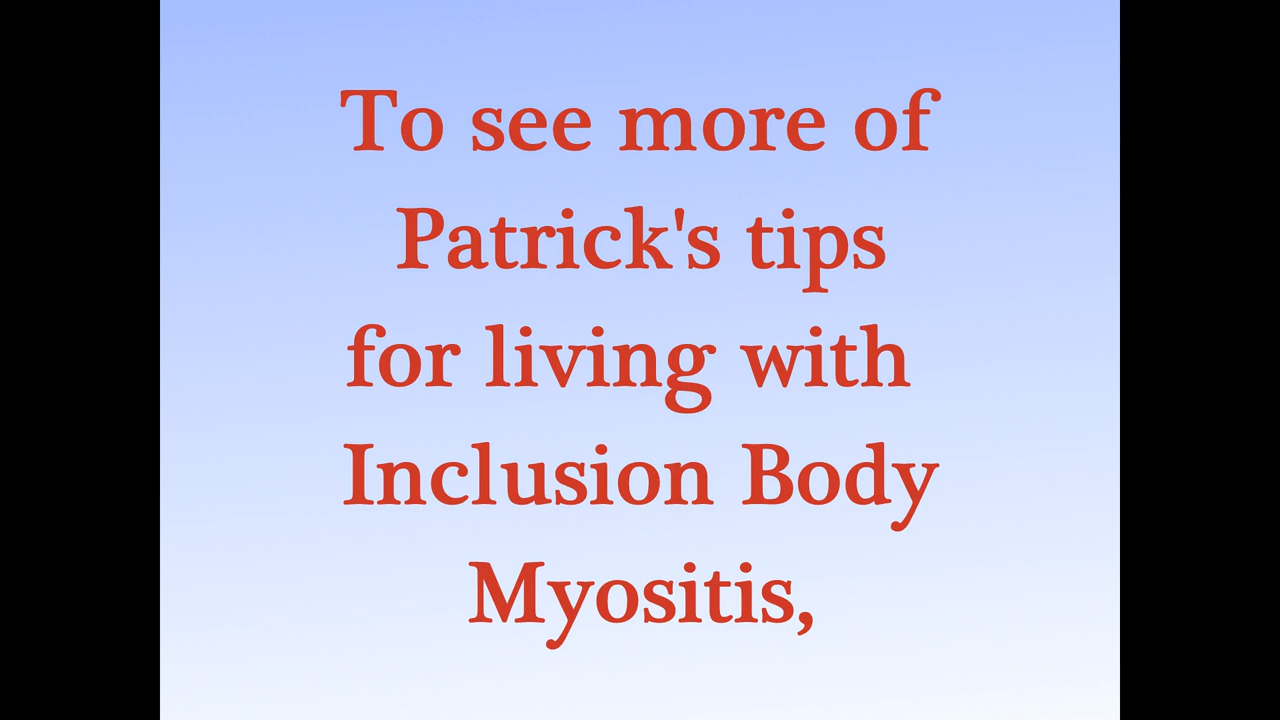 To see more of
Patrick's tips
for living with
Inclusion Body
Myositis,